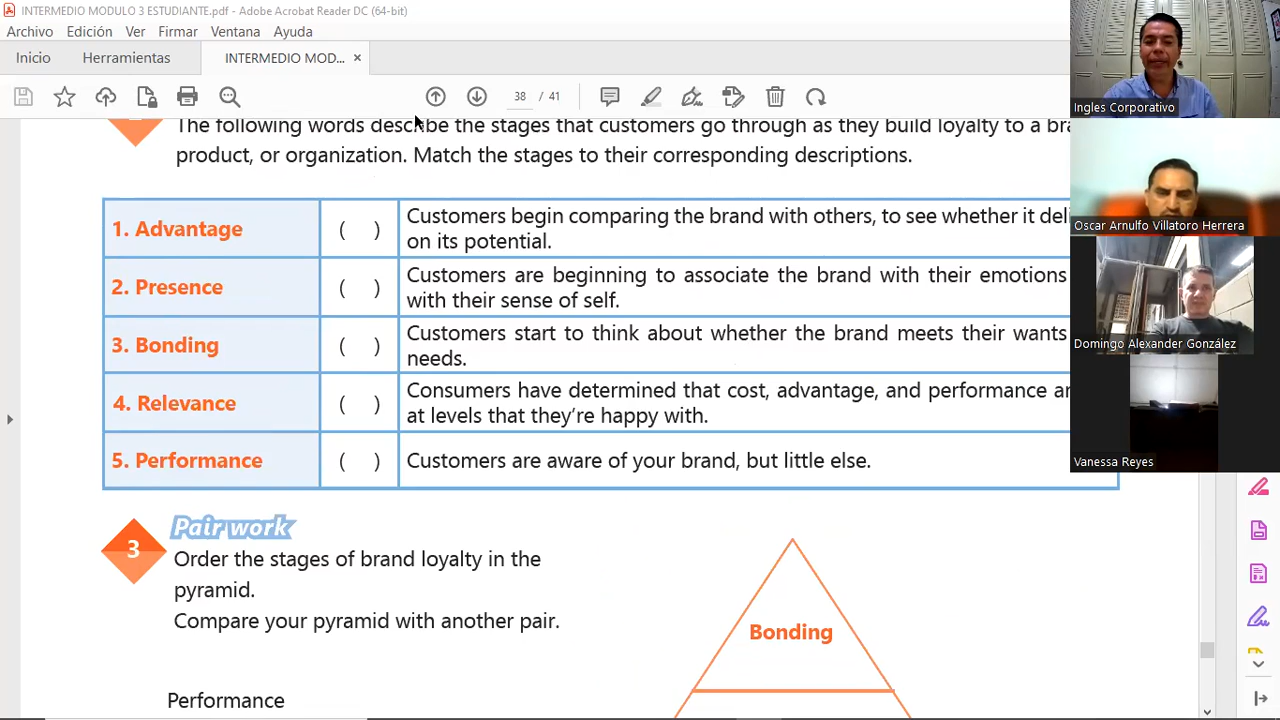 INTERMEDIO MODULO 3 ESTUDIANTE.pdf - Adobe Acrobat Reader DC (64-bit)
Archivo Edición Ver Firmar Ventana Ayuda
Inicio Herramientas INTERMEDIO MOD... ×
38 / 41
The following words describe the stages that customers go through as they build loyalty to a bra
product, or organization. Match the stages to their corresponding descriptions.
1. Advantage ( ) Customers begin comparing the brand with others, to see whether it deli
on its potential.
2. Presence ( ) Customers are beginning to associate the brand with their emotions
with their sense of self.
3. Bonding ( ) Customers start to think about whether the brand meets their wants
needs.
4. Relevance ( ) Consumers have determined that cost, advantage, and performance ar
at levels that they're happy with.
5. Performance ( ) Customers are aware of your brand, but little else.
3 Pair work
Order the stages of brand loyalty in the
pyramid.
Compare your pyramid with another pair.
Performance
Bonding
Ingles Corporativo
Oscar Arnulfo Villatoro Herrera
Domingo Alexander González
Vanessa Reyes